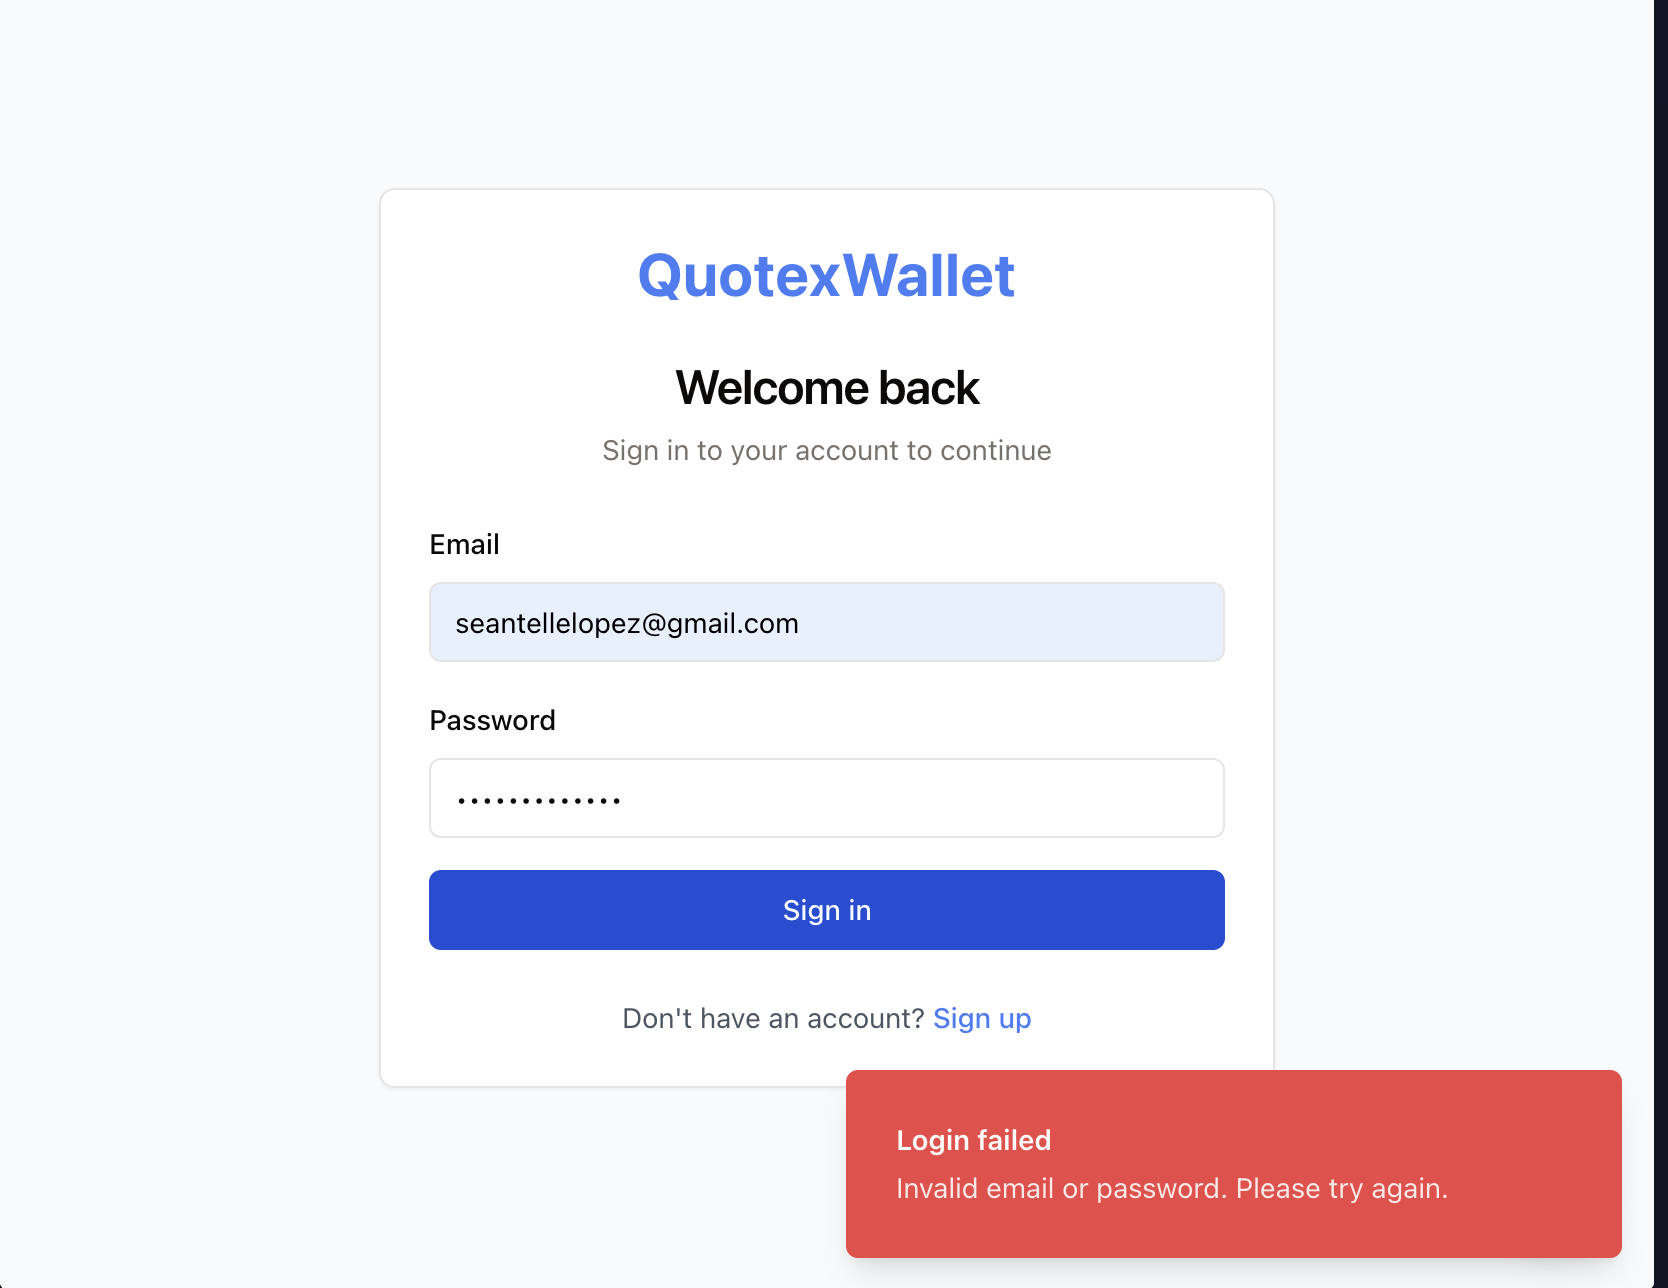 QuotexWallet
Welcome back
Sign in to your account to continue
Email
seantellelopez@gmail.com
Password
•••••••••••••
Sign in
Don't have an account? Sign up
Login failed
Invalid email or password. Please try again.